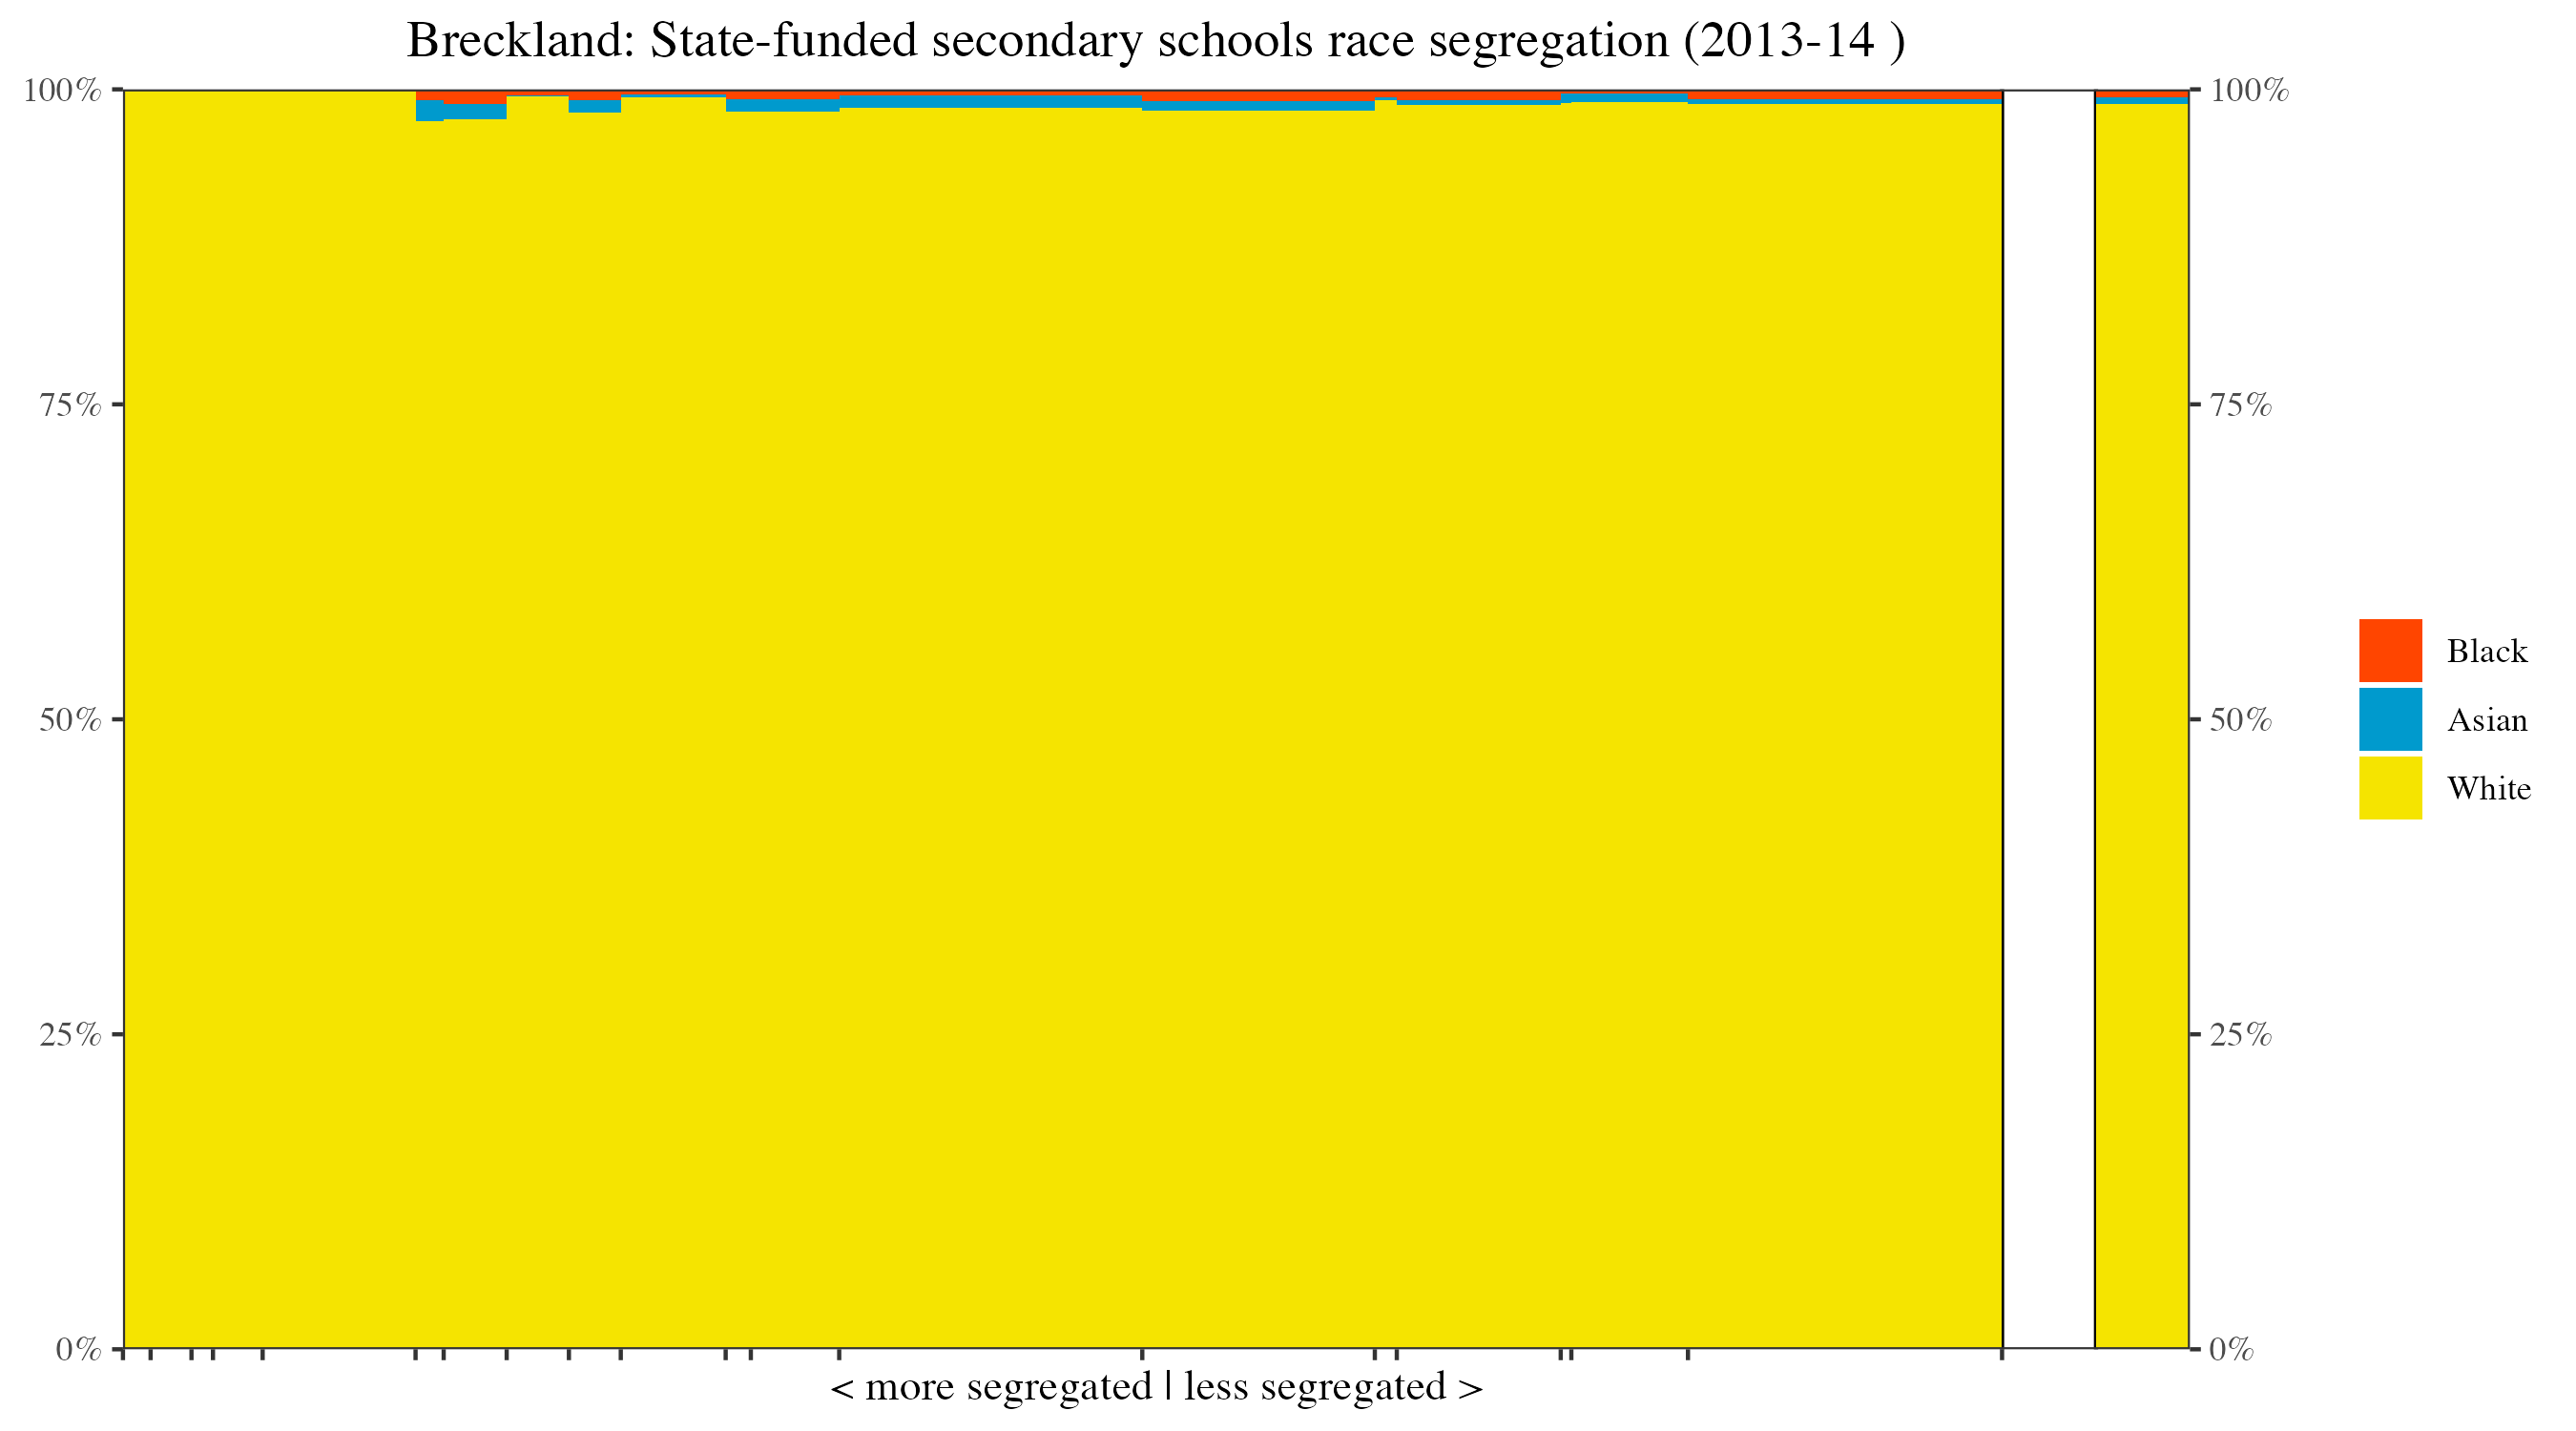 Breckland: State-funded secondary schools race segregation (2013-14 )
100%
100%
75%
75%
Black
50%
50%
Asian
White
25%
25%
0%
0%
< more segregated | less segregated >